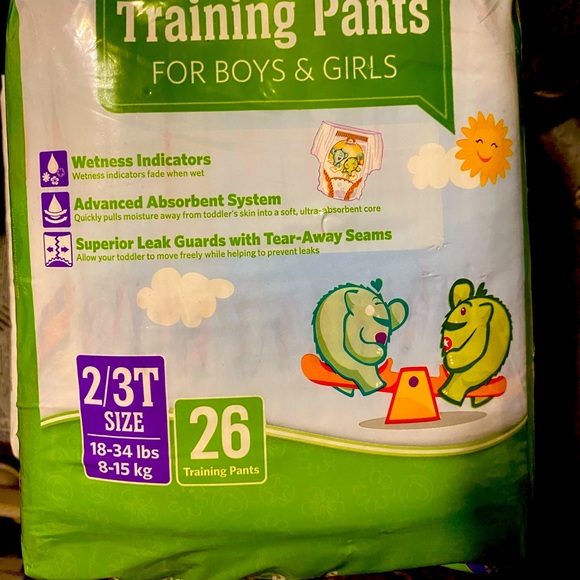 Training Pants
FOR BOYS & GIRLS
Wetness Indicators
Wetness indicators fade when wet
Advanced Absorbent System
Quickly pulls moisture away from toddler's skin into a soft, ultra-absorbent core
Superior Leak Guards with Tear-Away Seams
Allow your toddler to move freely while helping to prevent leaks
2/3T
SIZE
18-34 lbs
8-15 kg
26
Training Pants